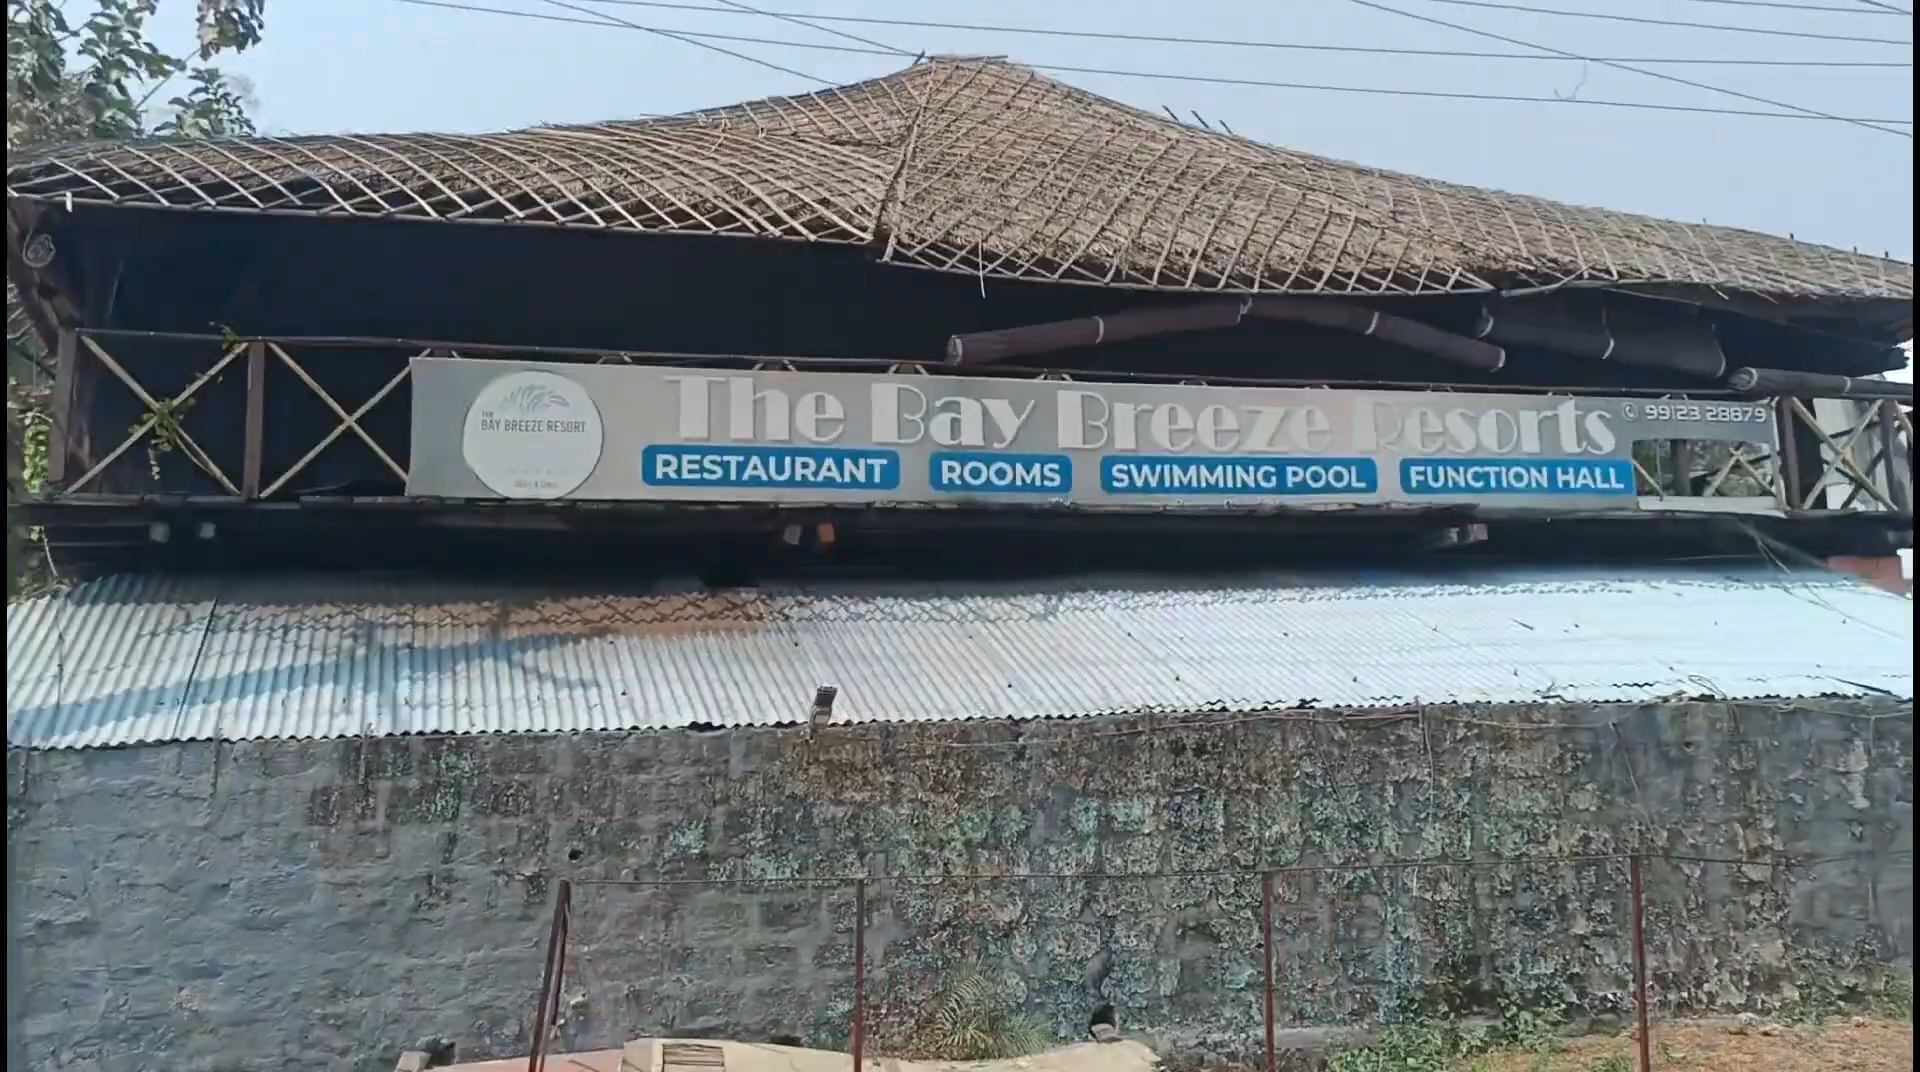 THE
BAY BREEZE RESORT
The Bay Breeze Resorts
99123 28879
RESTAURANT ROOMS SWIMMING POOL FUNCTION HALL